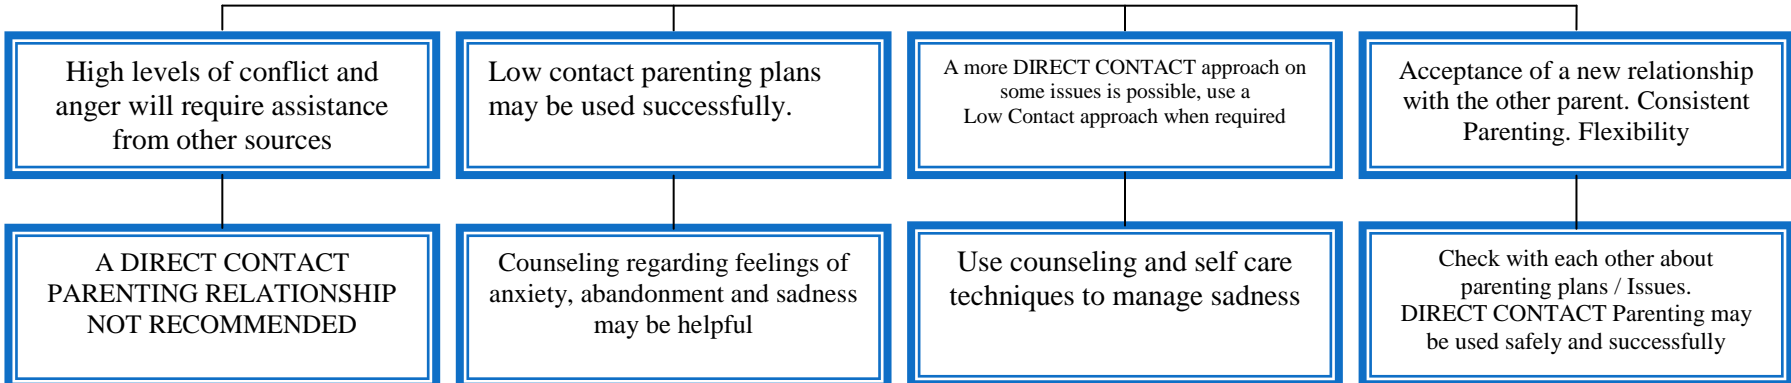 High levels of conflict and
anger will require assistance
from other sources
Low contact parenting plans
may be used successfully.
A more DIRECT CONTACT approach on
some issues is possible, use a
Low Contact approach when required
Acceptance of a new relationship
with the other parent. Consistent
Parenting. Flexibility
A DIRECT CONTACT
PARENTING RELATIONSHIP
NOT RECOMMENDED
Counseling regarding feelings of
anxiety, abandonment and sadness
may be helpful
Use counseling and self care
techniques to manage sadness
Check with each other about
parenting plans / Issues.
DIRECT CONTACT Parenting may
be used safely and successfully